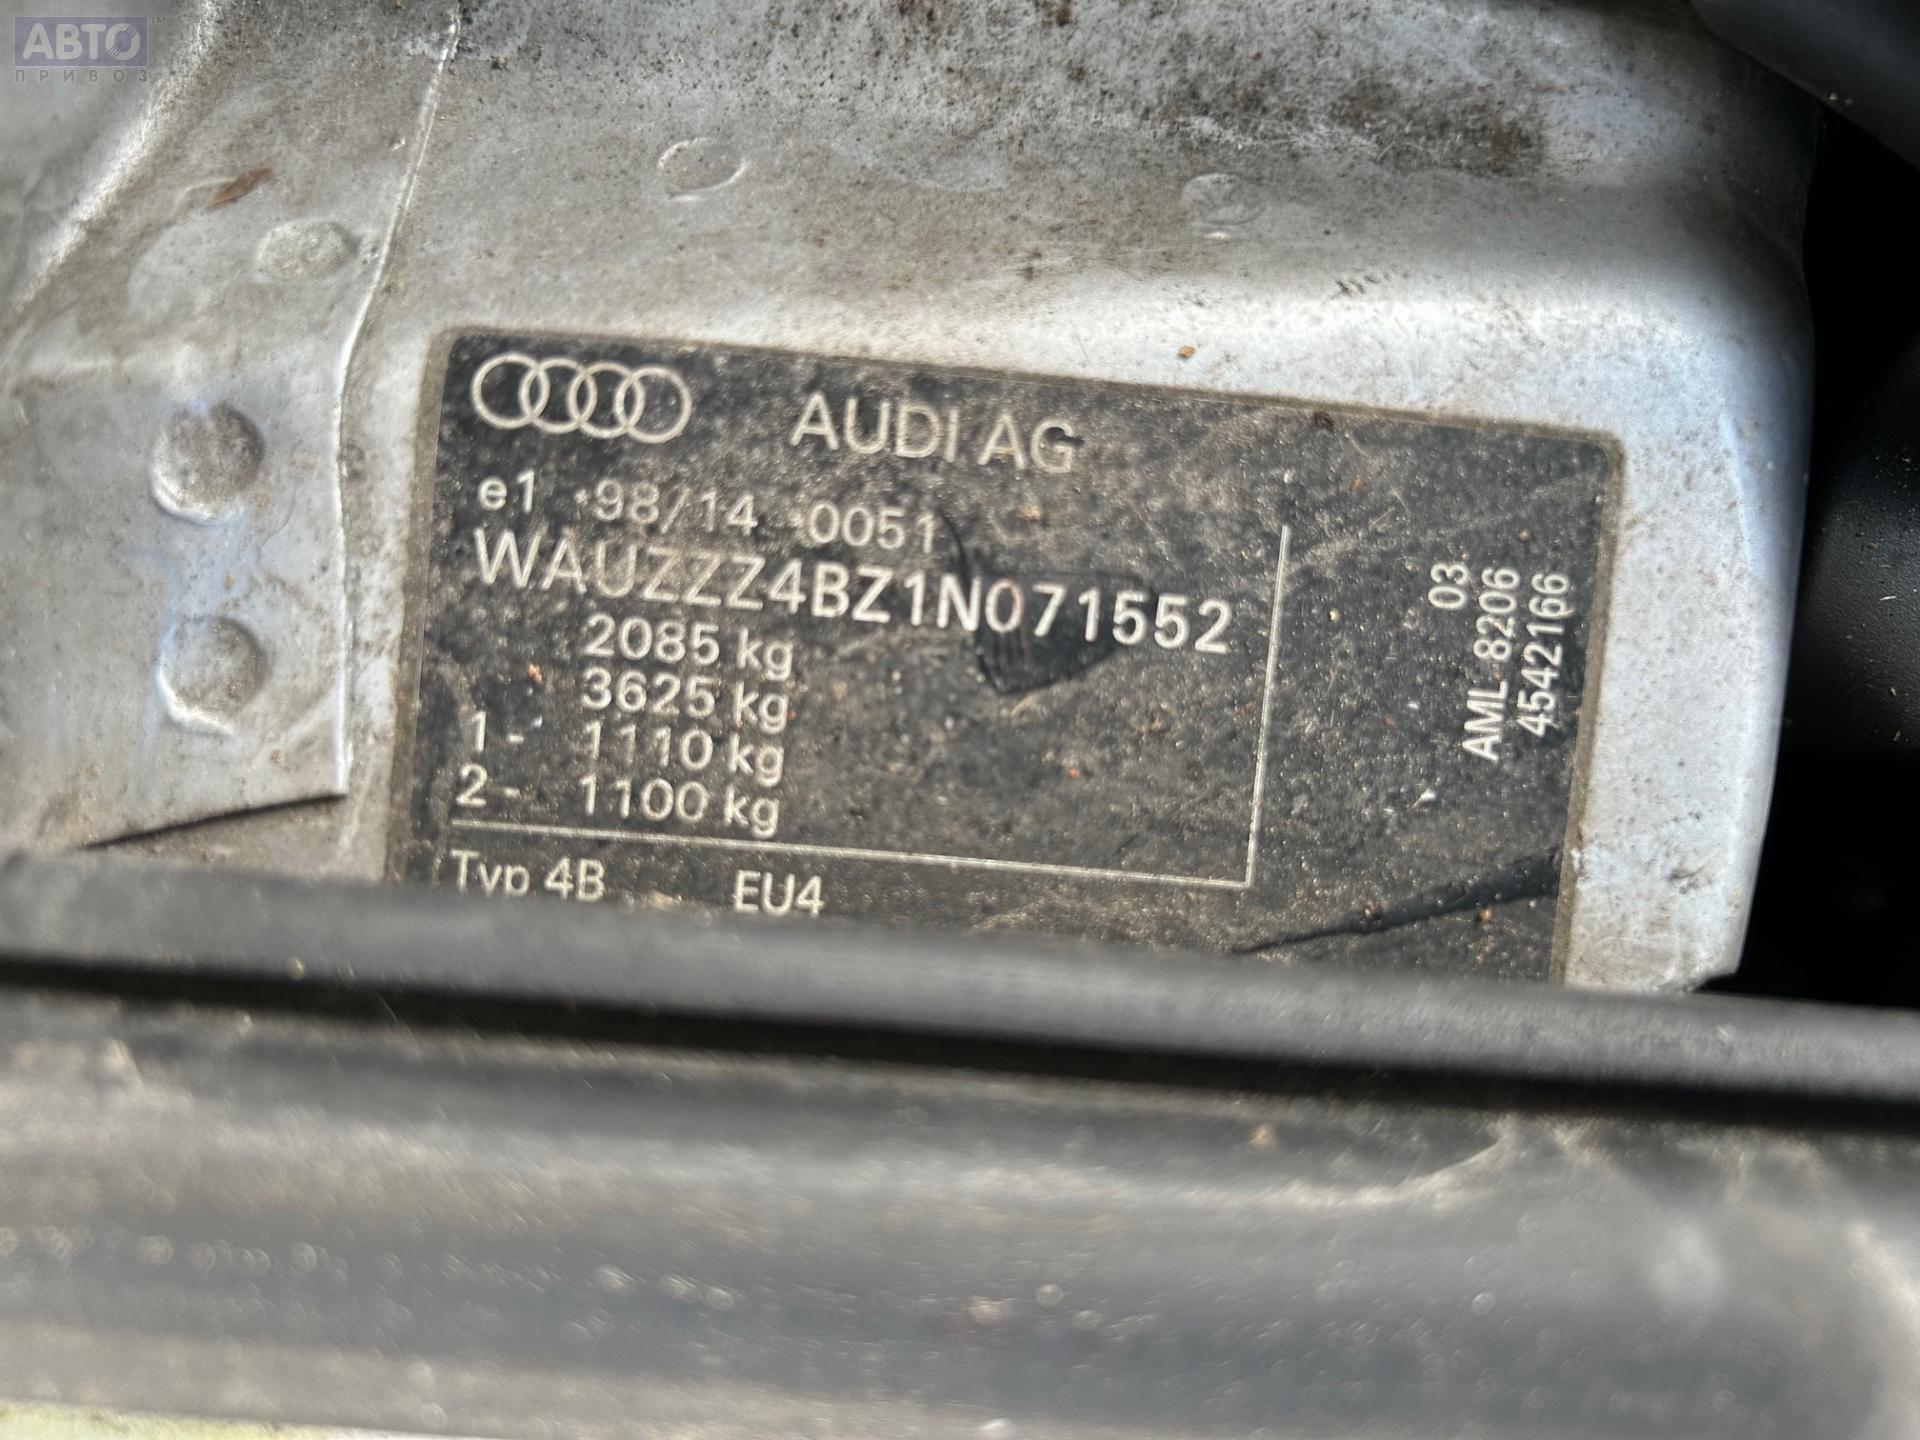 АВТО™
ПРИВОЗ
AUDI AG
e1 *98/14 0051
WAUZZZ4BZ1N071552
2085 kg
3625 kg
1- 1110 kg
2- 1100 kg
Typ 4B EU4
03.
AML 8206
4542166